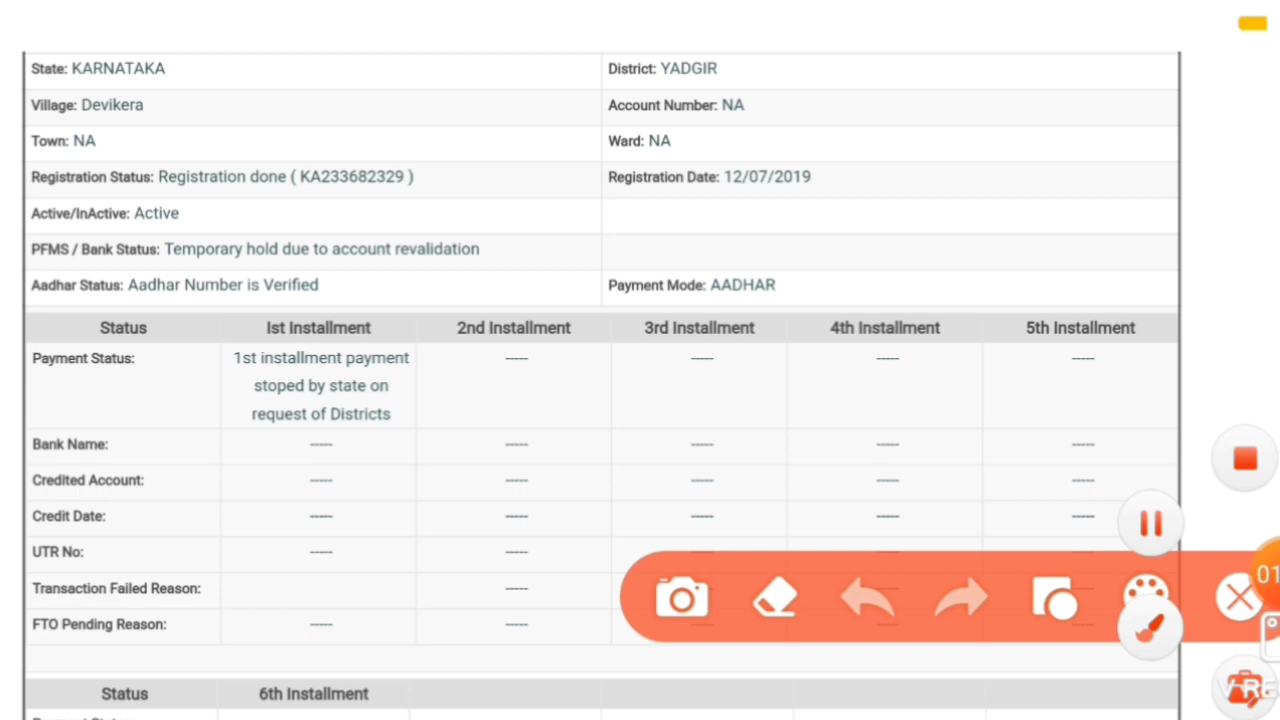 State: KARNATAKA District: YADGIR
Village: Devikera Account Number: NA
Town: NA Ward: NA
Registration Status: Registration done ( KA233682329 ) Registration Date: 12/07/2019
Active/InActive: Active
PFMS / Bank Status: Temporary hold due to account revalidation
Aadhar Status: Aadhar Number is Verified Payment Mode: AADHAR
Status Ist Installment 2nd Installment 3rd Installment 4th Installment 5th Installment
Payment Status: 1st installment payment ----- ----- ----- -----
stoped by state on
request of Districts
Bank Name: ----- ----- ----- ----- -----
Credited Account: ----- ----- ----- ----- -----
Credit Date: ----- ----- ----- ----- -----
UTR No: ----- -----
Transaction Failed Reason: -----
FTO Pending Reason: ----- -----
01
Status 6th Installment